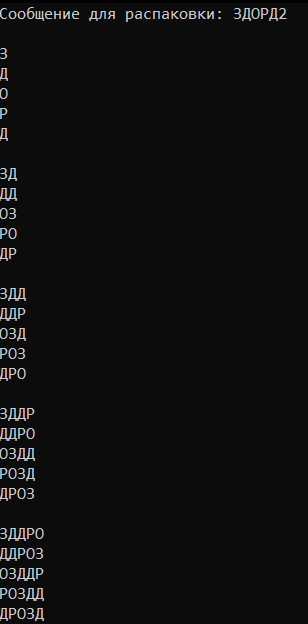 Сообщение для распаковки: ЗДОРД2
З
Д
О
Р
Д
ЗД
ДД
ОЗ
РО
ДР
ЗДД
ДДР
ОЗД
РОЗ
ДРО
ЗДДР
ДДРО
ОЗДД
РОЗД
ДРОЗ
ЗДДРО
ДДРОЗ
ОЗДДР
РОЗДД
ДРОЗД